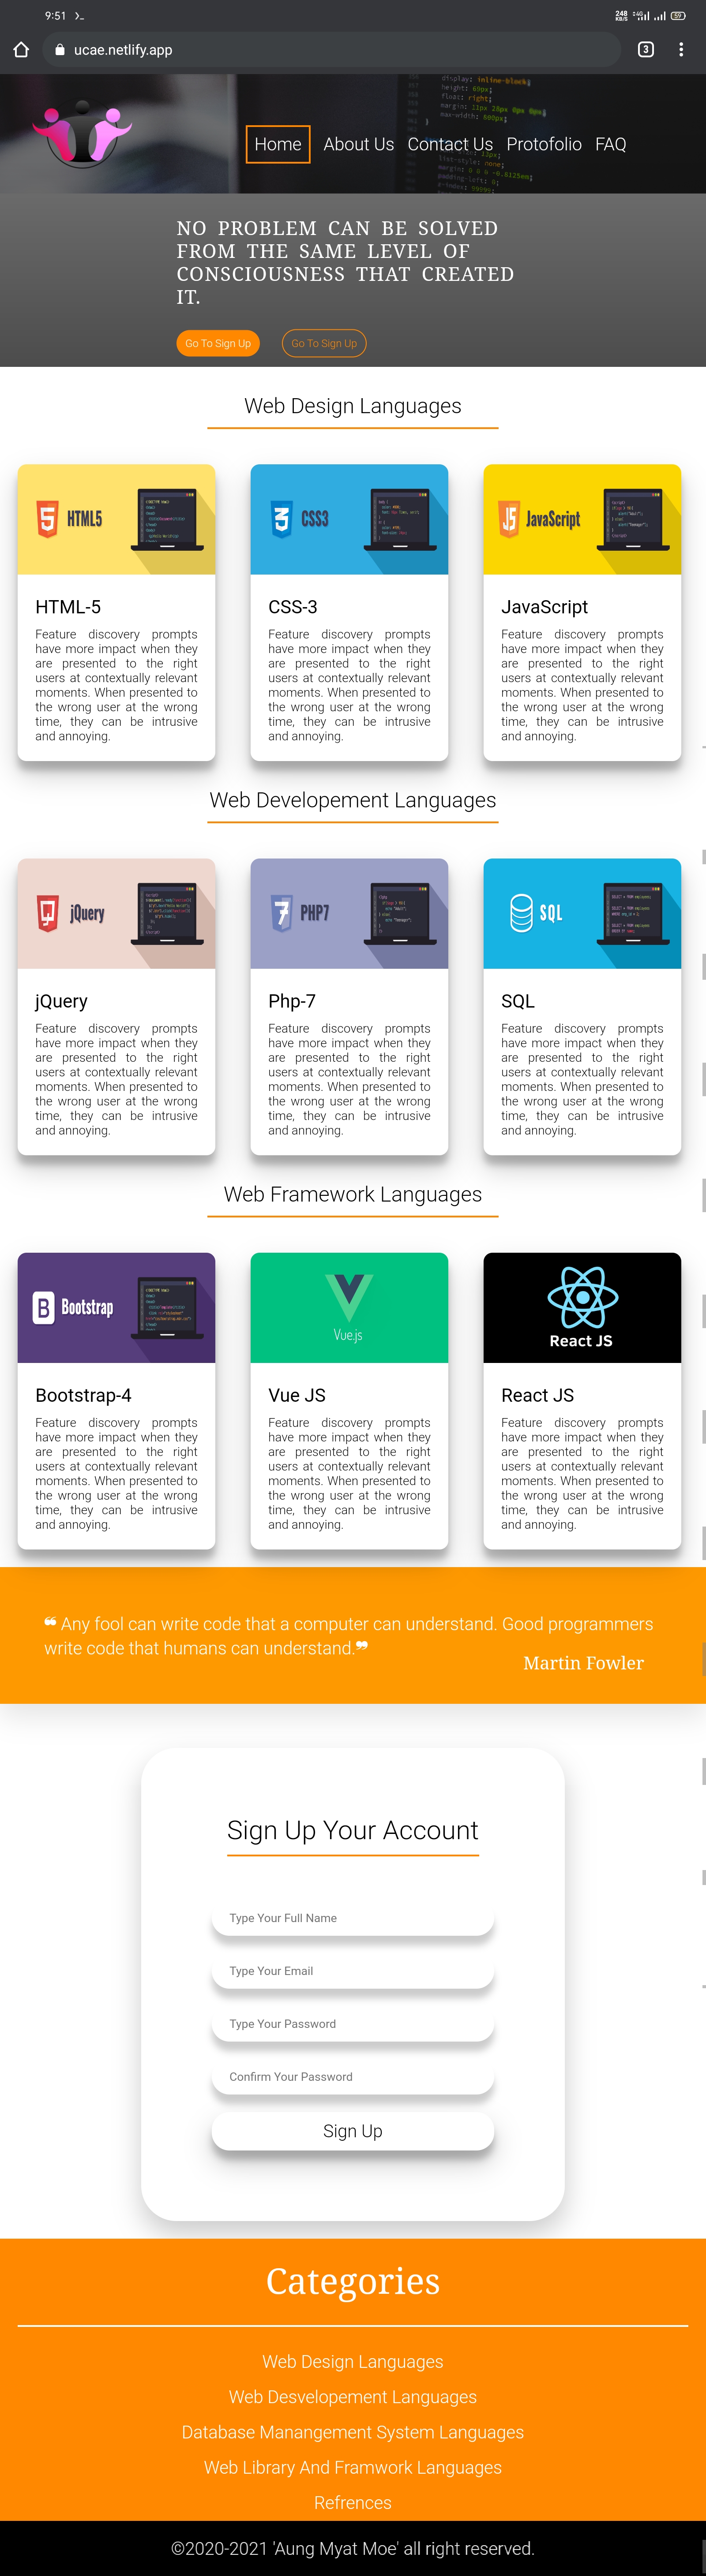 9:51
248 KB/S 4G 59
ucae.netlify.app
3
display: inline-block;
height: 60px;
float: right;
max-width: 600px;
Home About Us Contact Us Protofolio FAQ
list-style: none;
NO PROBLEM CAN BE SOLVED
FROM THE SAME LEVEL OF
CONSCIOUSNESS THAT CREATED
IT.
Go To Sign Up Go To Sign Up
Web Design Languages
HTML5
CSS3
JavaScript
HTML-5
Feature discovery prompts
have more impact when they
are presented to the right
users at contextually relevant
moments. When presented to
the wrong user at the wrong
time, they can be intrusive
and annoying.
CSS-3
Feature discovery prompts
have more impact when they
are presented to the right
users at contextually relevant
moments. When presented to
the wrong user at the wrong
time, they can be intrusive
and annoying.
JavaScript
Feature discovery prompts
have more impact when they
are presented to the right
users at contextually relevant
moments. When presented to
the wrong user at the wrong
time, they can be intrusive
and annoying.
Web Developement Languages
jQuery
PHP7
SQL
jQuery
Feature discovery prompts
have more impact when they
are presented to the right
users at contextually relevant
moments. When presented to
the wrong user at the wrong
time, they can be intrusive
and annoying.
Php-7
Feature discovery prompts
have more impact when they
are presented to the right
users at contextually relevant
moments. When presented to
the wrong user at the wrong
time, they can be intrusive
and annoying.
SQL
Feature discovery prompts
have more impact when they
are presented to the right
users at contextually relevant
moments. When presented to
the wrong user at the wrong
time, they can be intrusive
and annoying.
Web Framework Languages
B Bootstrap
Vue.js
React JS
Bootstrap-4
Feature discovery prompts
have more impact when they
are presented to the right
users at contextually relevant
moments. When presented to
the wrong user at the wrong
time, they can be intrusive
and annoying.
Vue JS
Feature discovery prompts
have more impact when they
are presented to the right
users at contextually relevant
moments. When presented to
the wrong user at the wrong
time, they can be intrusive
and annoying.
React JS
Feature discovery prompts
have more impact when they
are presented to the right
users at contextually relevant
moments. When presented to
the wrong user at the wrong
time, they can be intrusive
and annoying.
❝ Any fool can write code that a computer can understand. Good programmers
write code that humans can understand.❞
Martin Fowler
Sign Up Your Account
Type Your Full Name
Type Your Email
Type Your Password
Confirm Your Password
Sign Up
Categories
Web Design Languages
Web Desvelopement Languages
Database Manangement System Languages
Web Library And Framwork Languages
Refrences
©2020-2021 'Aung Myat Moe' all right reserved.